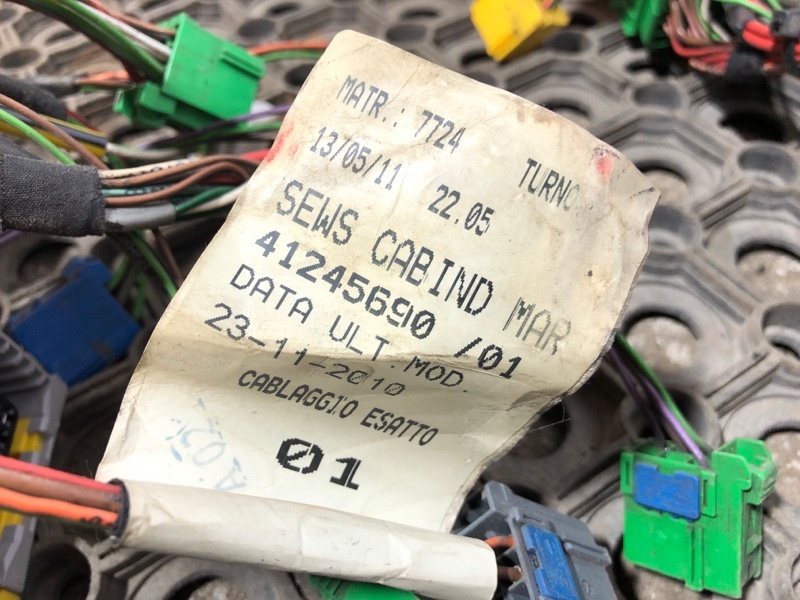 MATR.: 7724 TURNO
13/05/11 22.05
SEWS CABIND MAR
41245690 /01
DATA ULT.MOD.
23-11-2010
CABLAGGIO ESATTO
01